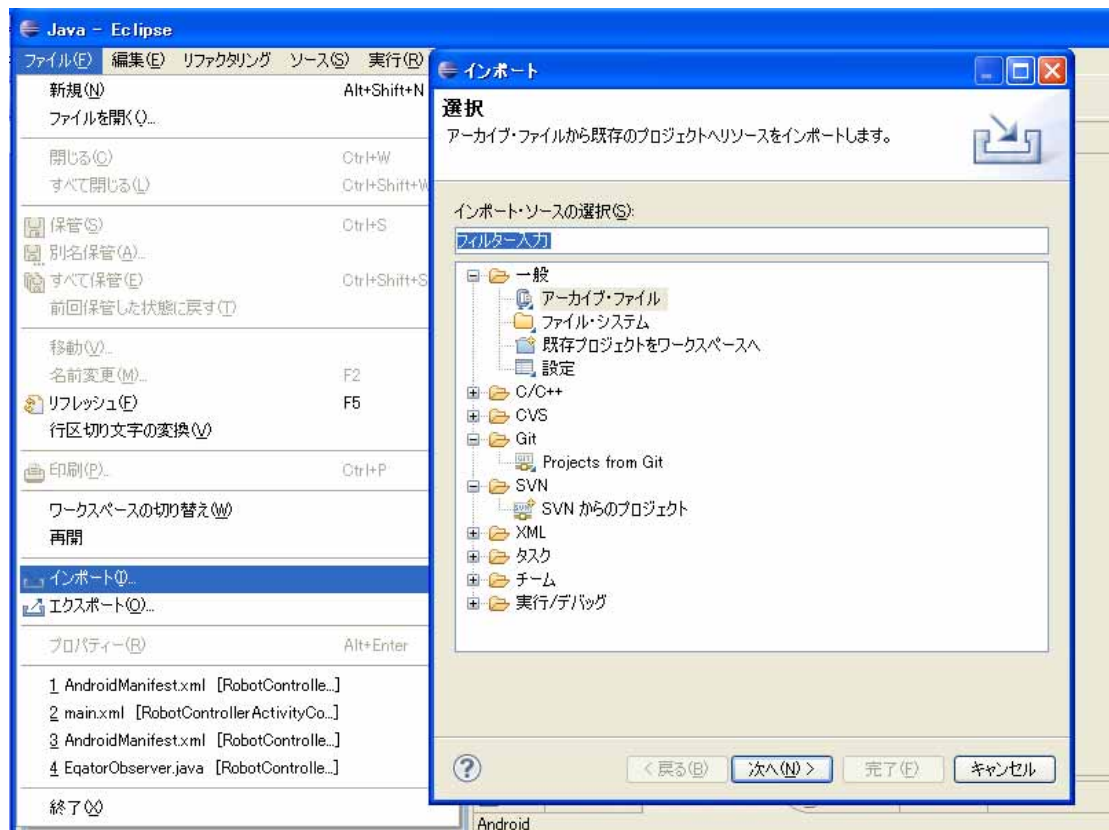 Java - Eclipse
ファイル(F) 編集(E) リファクタリング ソース(S) 実行(R)
新規(N) Alt+Shift+N
ファイルを開く()...
閉じる(C) Ctrl+W
すべて閉じる(L) Ctrl+Shift+W
保管(S) Ctrl+S
別名保管(A)...
すべて保管(E) Ctrl+Shift+S
前回保管した状態に戻す(T)
移動(V)...
名前変更(M)... F2
リフレッシュ(F) F5
行区切り文字の変換(V)
印刷(P)... Ctrl+P
ワークスペースの切り替え(W)
再開
インポート(I)...
エクスポート(O)...
プロパティー(R) Alt+Enter
1 AndroidManifest.xml [RobotControlle...]
2 main.xml [RobotControllerActivityCo...]
3 AndroidManifest.xml [RobotControlle...]
4 EqatorObserver.java [RobotControlle...]
終了(X)
インポート
選択
アーカイブ・ファイルから既存のプロジェクトへリソースをインポートします。
インポート・ソースの選択(S):
フィルター入力
一般
アーカイブ・ファイル
ファイル・システム
既存プロジェクトをワークスペースへ
設定
C/C++
CVS
Git
Projects from Git
SVN
SVN からのプロジェクト
XML
タスク
チーム
実行/デバッグ
?
< 戻る(B) 次へ(N) > 完了(F) キャンセル
Android